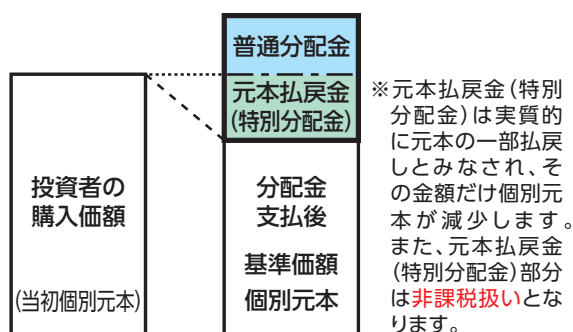 普通分配金
元本払戻金
(特別分配金)
投資者の
購入価額
(当初個別元本)
分配金
支払後
基準価額
個別元本
※元本払戻金(特別
分配金)は実質的
に元本の一部払戻
しとみなされ、そ
の金額だけ個別元
本が減少します。
また、元本払戻金
(特別分配金)部分
は非課税扱いとな
ります。